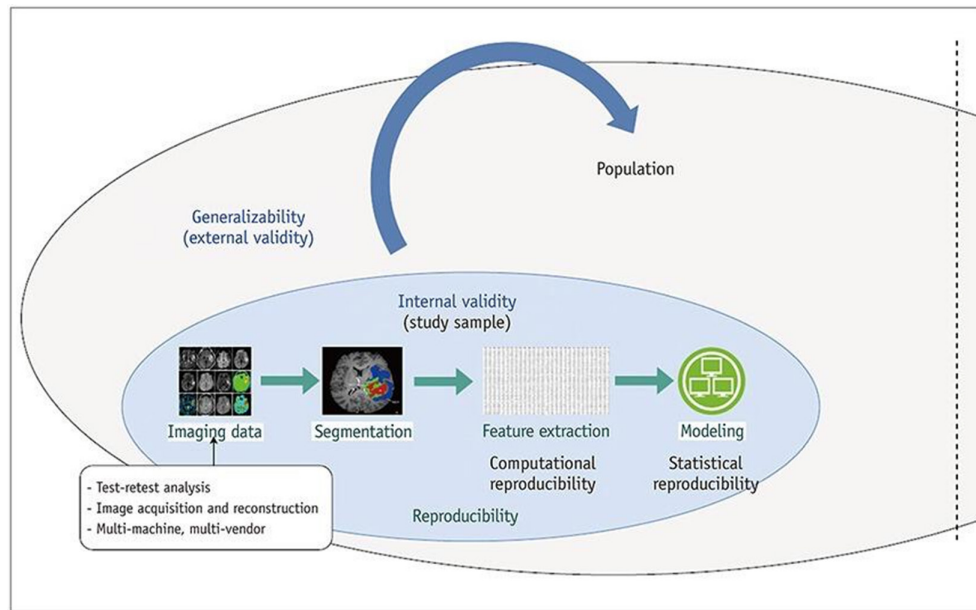 Population
Generalizability
(external validity)
Internal validity
(study sample)
Imaging data
Segmentation
Feature extraction
Modeling
Computational
reproducibility
Statistical
reproducibility
- Test-retest analysis
- Image acquisition and reconstruction
- Multi-machine, multi-vendor
Reproducibility